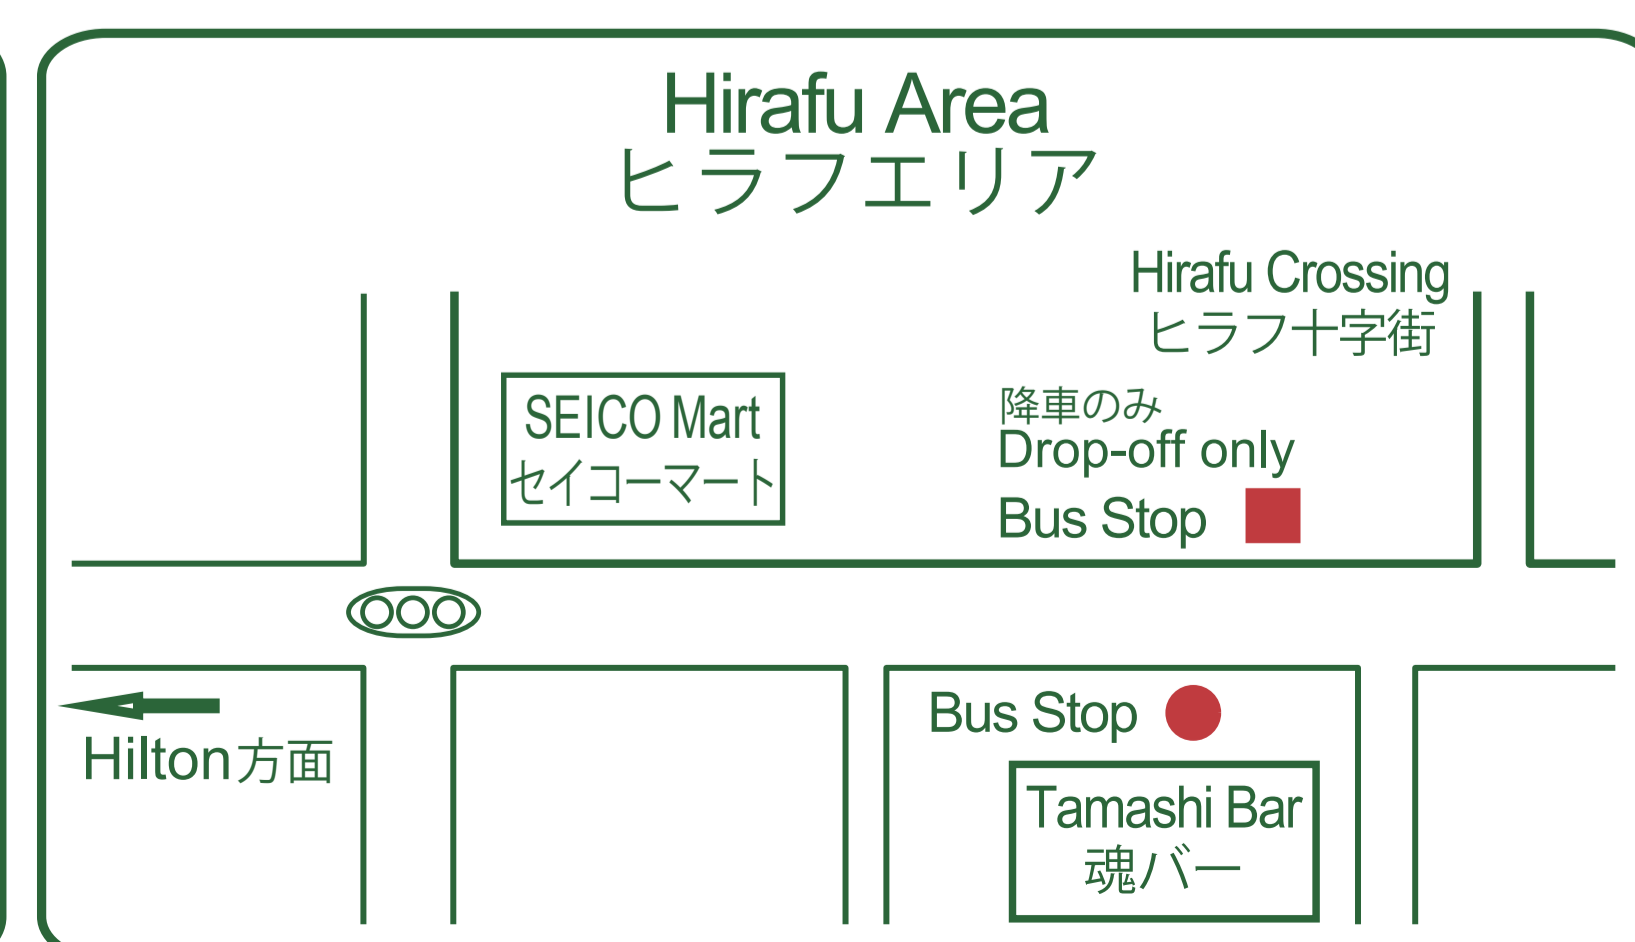 Hirafu Area
ヒラフエリア
Hirafu Crossing
ヒラフ十字街
SEICO Mart
セイコーマート
降車のみ
Drop-off only
Bus Stop
Hilton方面
Bus Stop
Tamashi Bar
魂バー